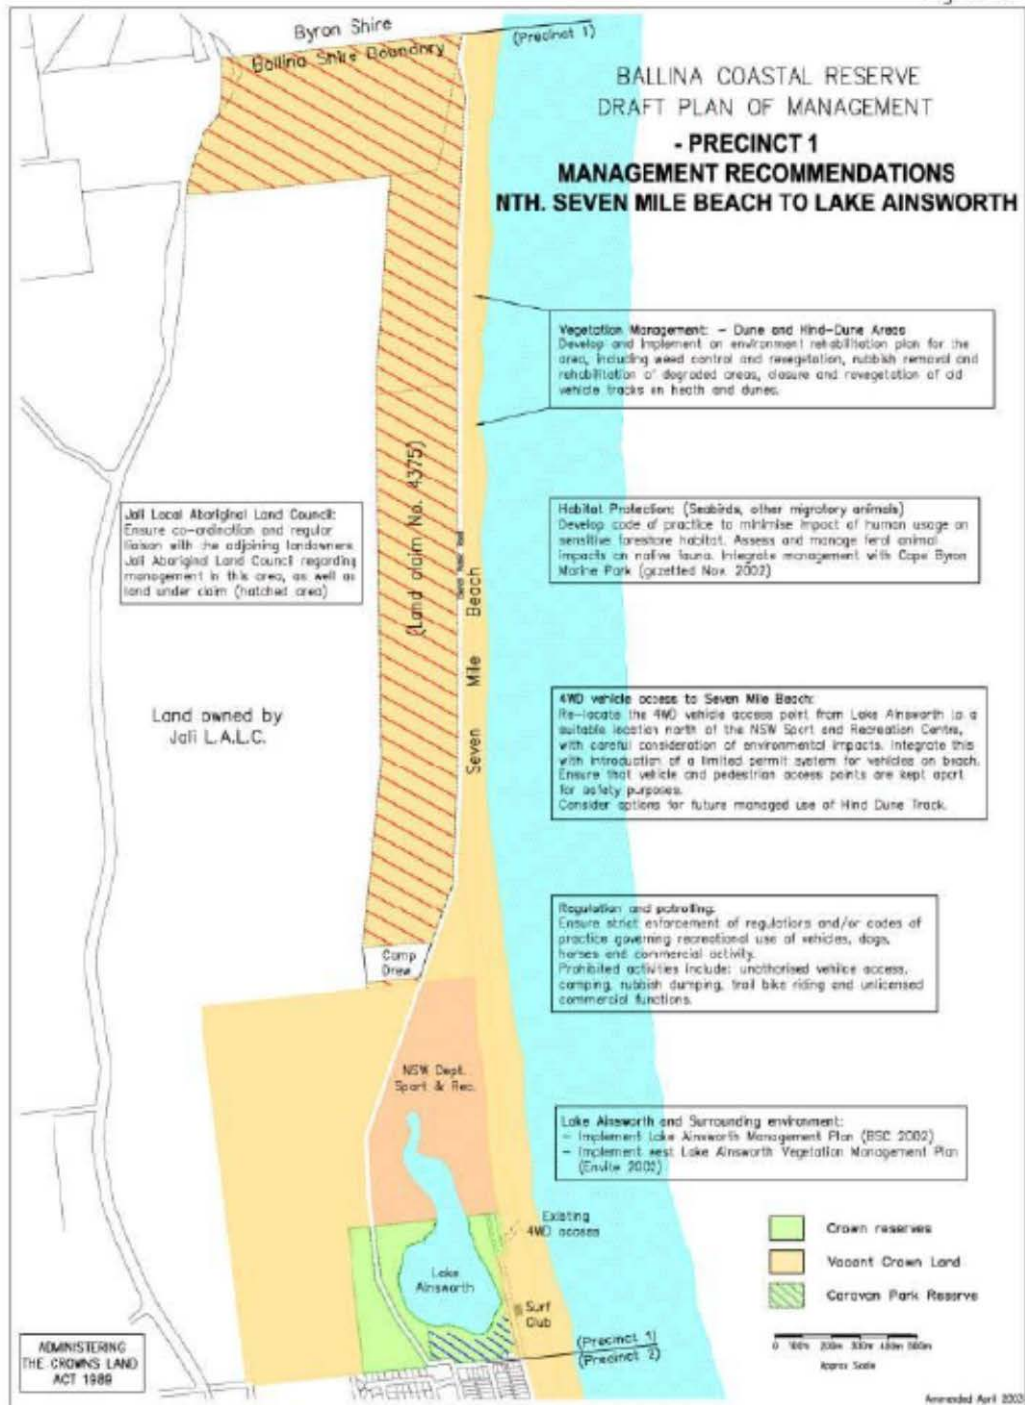 Byron Shire
Ballina Shire Boundary
(Precinct 1)
BALLINA COASTAL RESERVE
DRAFT PLAN OF MANAGEMENT
- PRECINCT 1
MANAGEMENT RECOMMENDATIONS
NTH. SEVEN MILE BEACH TO LAKE AINSWORTH
Vegetation Management: - Dune and Hind-Dune Areas
Develop and implement an environment rehabilitation plan for the
area, including weed control and revegetation, rubbish removal and
rehabilitation of degraded areas, closure and revegetation of old
vehicle tracks on heath and dunes.
(Land claim No. 4375)
Seven Mile Beach
Jali Local Aboriginal Land Council:
Ensure co-ordination and regular
liaison with the adjoining landowners
Jali Aboriginal Land Council regarding
management in this area, as well as
land under claim (hatched area)
Habitat Protection: (Seabirds, other migratory animals)
Develop code of practice to minimise impact of human usage on
sensitive foreshore habitat. Assess and manage feral animal
impacts on native fauna. Integrate management with Cape Byron
Marine Park (gazetted Nov. 2002)
Land owned by
Jali L.A.L.C.
4WD vehicle access to Seven Mile Beach:
Re-locate the 4WD vehicle access point from Lake Ainsworth to a
suitable location north of the NSW Sport and Recreation Centre,
with careful consideration of environmental impacts. Integrate this
with introduction of a limited permit system for vehicles on beach.
Ensure that vehicle and pedestrian access points are kept apart
for safety purposes.
Consider options for future managed use of Hind Dune Track.
Regulation and patrolling:
Ensure strict enforcement of regulations and/or codes of
practice governing recreational use of vehicles, dogs,
horses and commercial activity.
Prohibited activities include: unathorised vehilce access,
camping, rubbish dumping, trail bike riding and unlicensed
commercial functions.
Camp
Drew
NSW Dept.
Sport & Rec.
Lake Ainsworth and Surrounding environment:
- Implement Lake Ainsworth Management Plan (BSC 2002)
- Implement west Lake Ainsworth Vegetation Management Plan
(Envite 2002)
Existing
4WD access
Lake
Ainsworth
Surf
Club
Crown reserves
Vacant Crown Land
Caravan Park Reserve
(Precinct 1)
(Precinct 2)
0 100m 200m 300m 400m 500m
Approx Scale
ADMINISTERING
THE CROWNS LAND
ACT 1989
Ammended April 2003